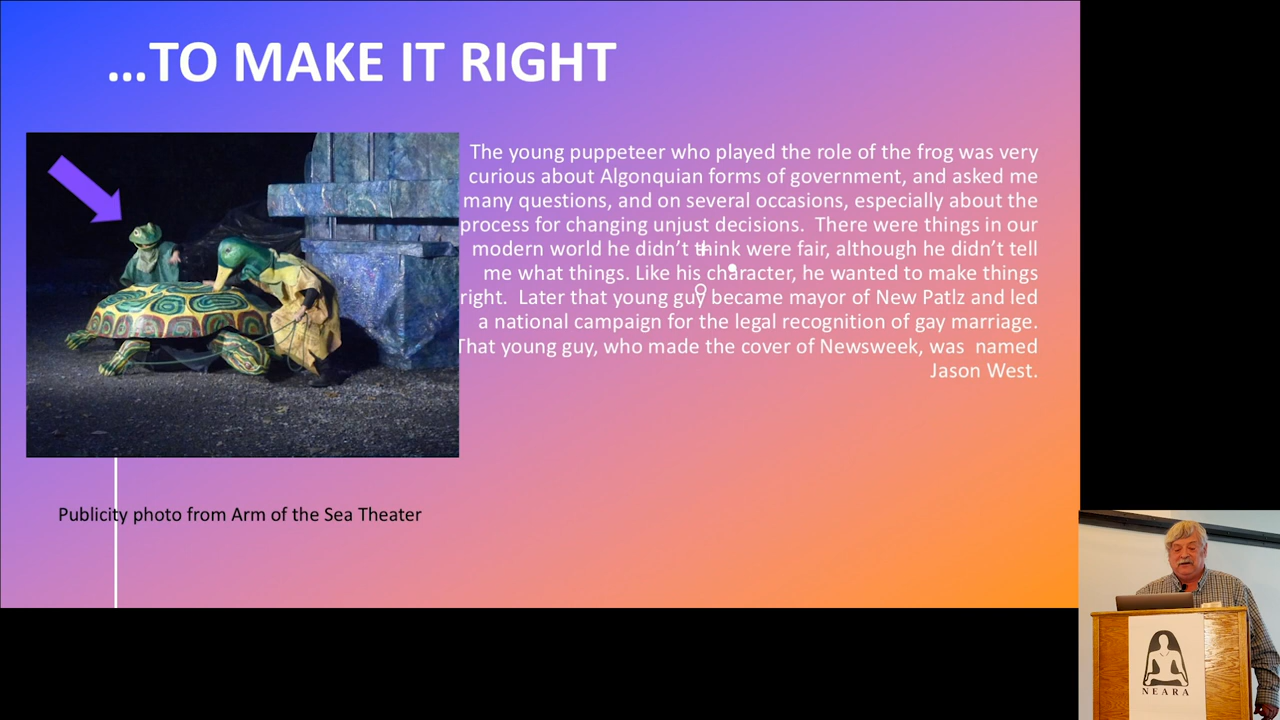 ...TO MAKE IT RIGHT
The young puppeteer who played the role of the frog was very
curious about Algonquian forms of government, and asked me
many questions, and on several occasions, especially about the
process for changing unjust decisions.  There were things in our
modern world he didn't think were fair, although he didn't tell
me what things. Like his character, he wanted to make things
right.  Later that young guy became mayor of New Patlz and led
a national campaign for the legal recognition of gay marriage.
That young guy, who made the cover of Newsweek, was  named
Jason West.
Publicity photo from Arm of the Sea Theater
NEARA